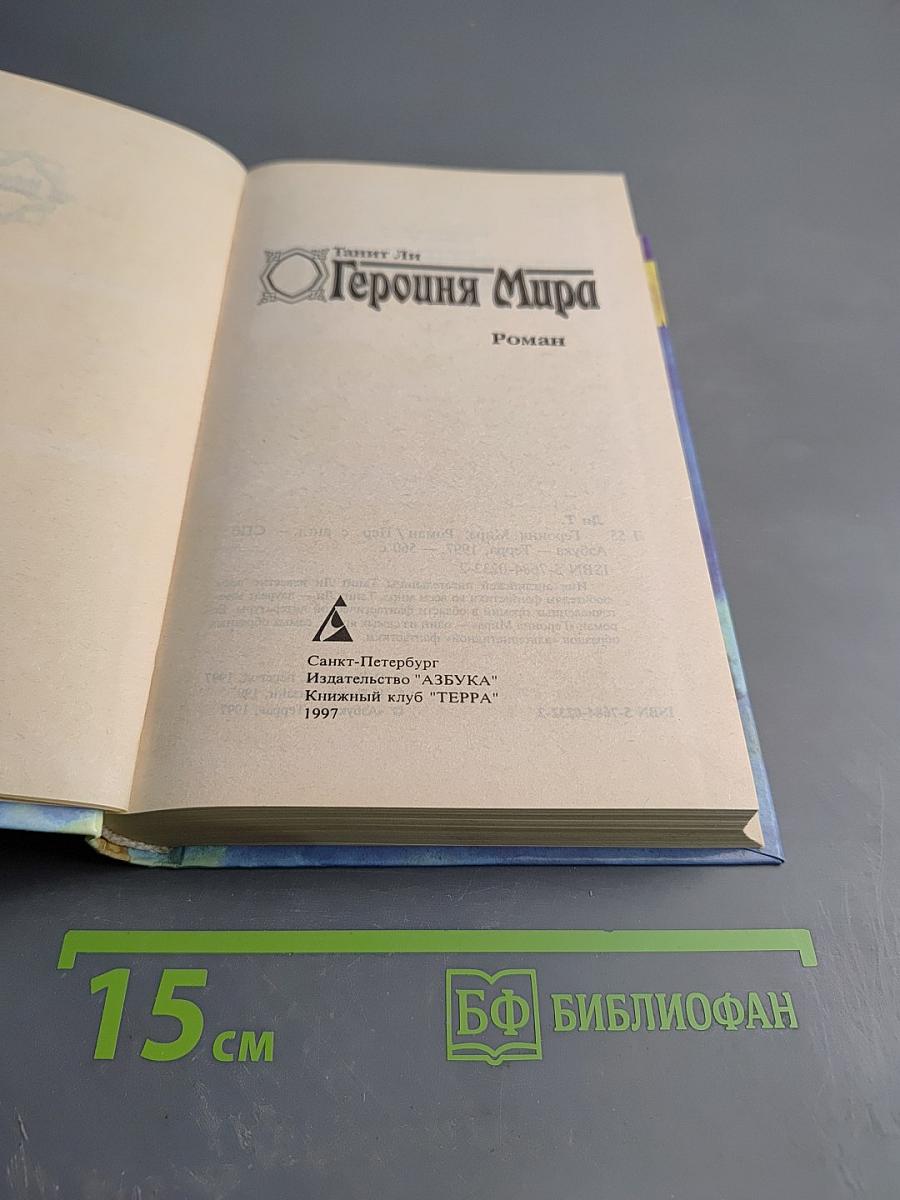 Танит Ли
Героиня Мира
Роман
Санкт-Петербург
Издательство "АЗБУКА"
Книжный клуб "ТЕРРА"
1997
15 см
БФ БИБЛИОФАН